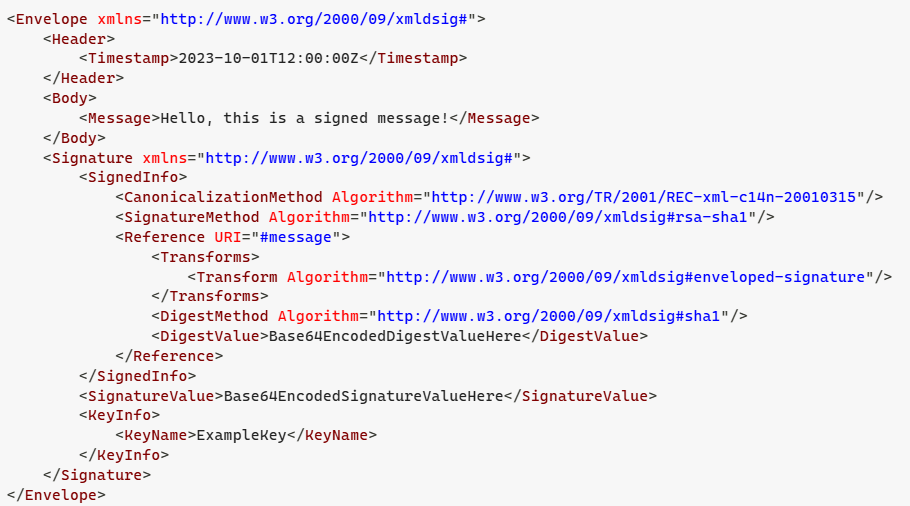 <Envelope xmlns="http://www.w3.org/2000/09/xmldsig#">
    <Header>
        <Timestamp>2023-10-01T12:00:00Z</Timestamp>
    </Header>
    <Body>
        <Message>Hello, this is a signed message!</Message>
    </Body>
    <Signature xmlns="http://www.w3.org/2000/09/xmldsig#">
        <SignedInfo>
            <CanonicalizationMethod Algorithm="http://www.w3.org/TR/2001/REC-xml-c14n-20010315"/>
            <SignatureMethod Algorithm="http://www.w3.org/2000/09/xmldsig#rsa-sha1"/>
            <Reference URI="#message">
                <Transforms>
                    <Transform Algorithm="http://www.w3.org/2000/09/xmldsig#enveloped-signature"/>
                </Transforms>
                <DigestMethod Algorithm="http://www.w3.org/2000/09/xmldsig#sha1"/>
                <DigestValue>Base64EncodedDigestValueHere</DigestValue>
            </Reference>
        </SignedInfo>
        <SignatureValue>Base64EncodedSignatureValueHere</SignatureValue>
        <KeyInfo>
            <KeyName>ExampleKey</KeyName>
        </KeyInfo>
    </Signature>
</Envelope>